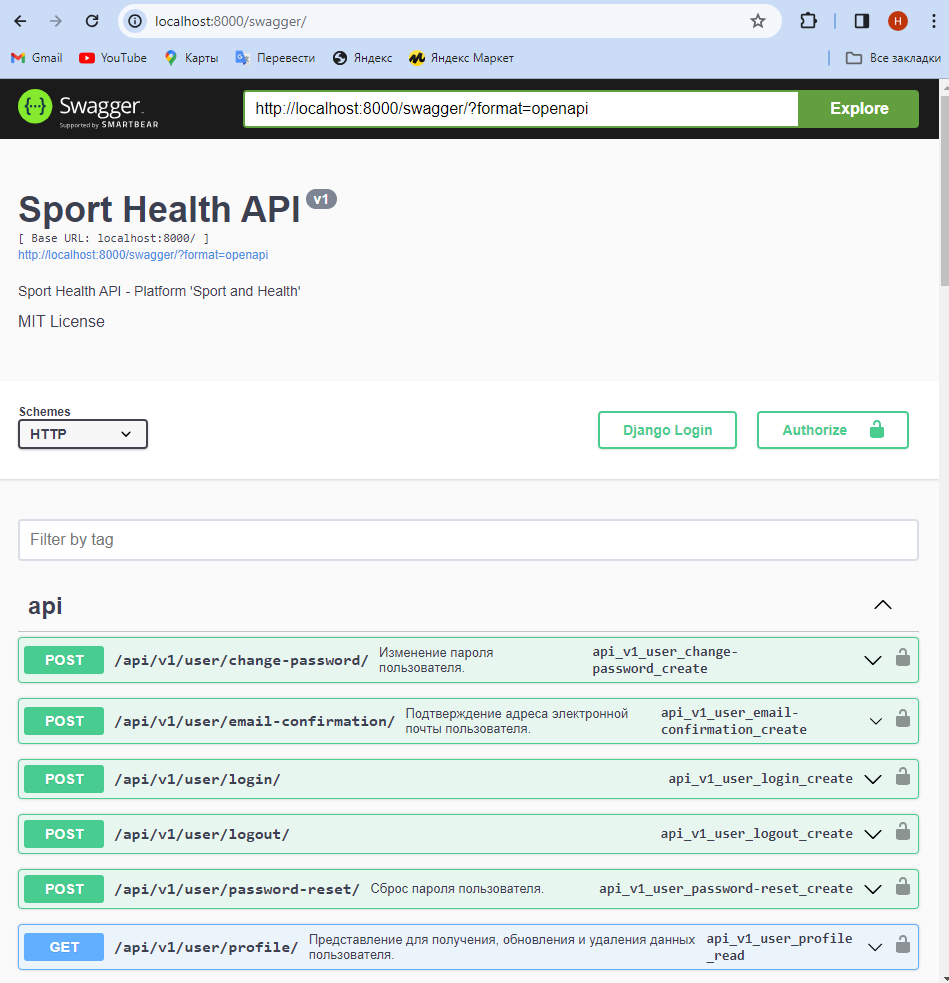 localhost:8000/swagger/
H
Gmail YouTube Карты Перевести Яндекс Яндекс Маркет Все закладки
{···} Swagger.
Supported by SMARTBEAR
http://localhost:8000/swagger/?format=openapi Explore
Sport Health API v1
[ Base URL: localhost:8000/ ]
http://localhost:8000/swagger/?format=openapi
Sport Health API - Platform 'Sport and Health'
MIT License
Schemes
HTTP
Django Login Authorize
Filter by tag
api
POST /api/v1/user/change-password/ Изменение пароля
пользователя.
api_v1_user_change-
password_create
POST /api/v1/user/email-confirmation/ Подтверждение адреса электронной
почты пользователя.
api_v1_user_email-
confirmation_create
POST /api/v1/user/login/ api_v1_user_login_create
POST /api/v1/user/logout/ api_v1_user_logout_create
POST /api/v1/user/password-reset/ Сброс пароля пользователя. api_v1_user_password-reset_create
GET /api/v1/user/profile/ Представление для получения, обновления и удаления данных
пользователя.
api_v1_user_profile
_read